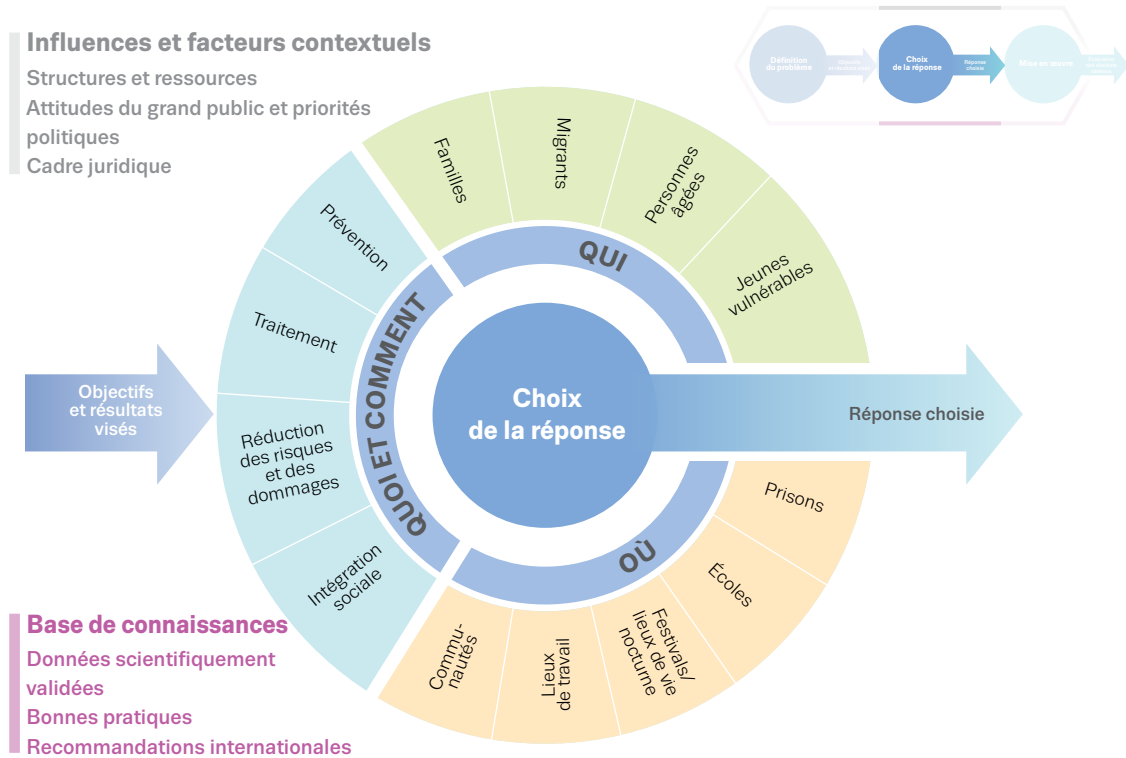 Influences et facteurs contextuels
Structures et ressources
Attitudes du grand public et priorités
politiques
Cadre juridique
Définition
du problème
Choix
de la réponse
Réponse
choisie
Mise en œuvre
Familles
Migrants
Personnes
âgées
Jeunes
vulnérables
QUI
Prévention
Traitement
Réduction
des risques
et des
dommages
Intégration
sociale
QUOI ET COMMENT
Objectifs
et résultats
visés
Choix
de la réponse
Réponse choisie
OÙ
Prisons
Écoles
Festivals/
lieux de vie
nocturne
Lieux
de travail
Commu-
nautés
Base de connaissances
Données scientifiquement
validées
Bonnes pratiques
Recommandations internationales